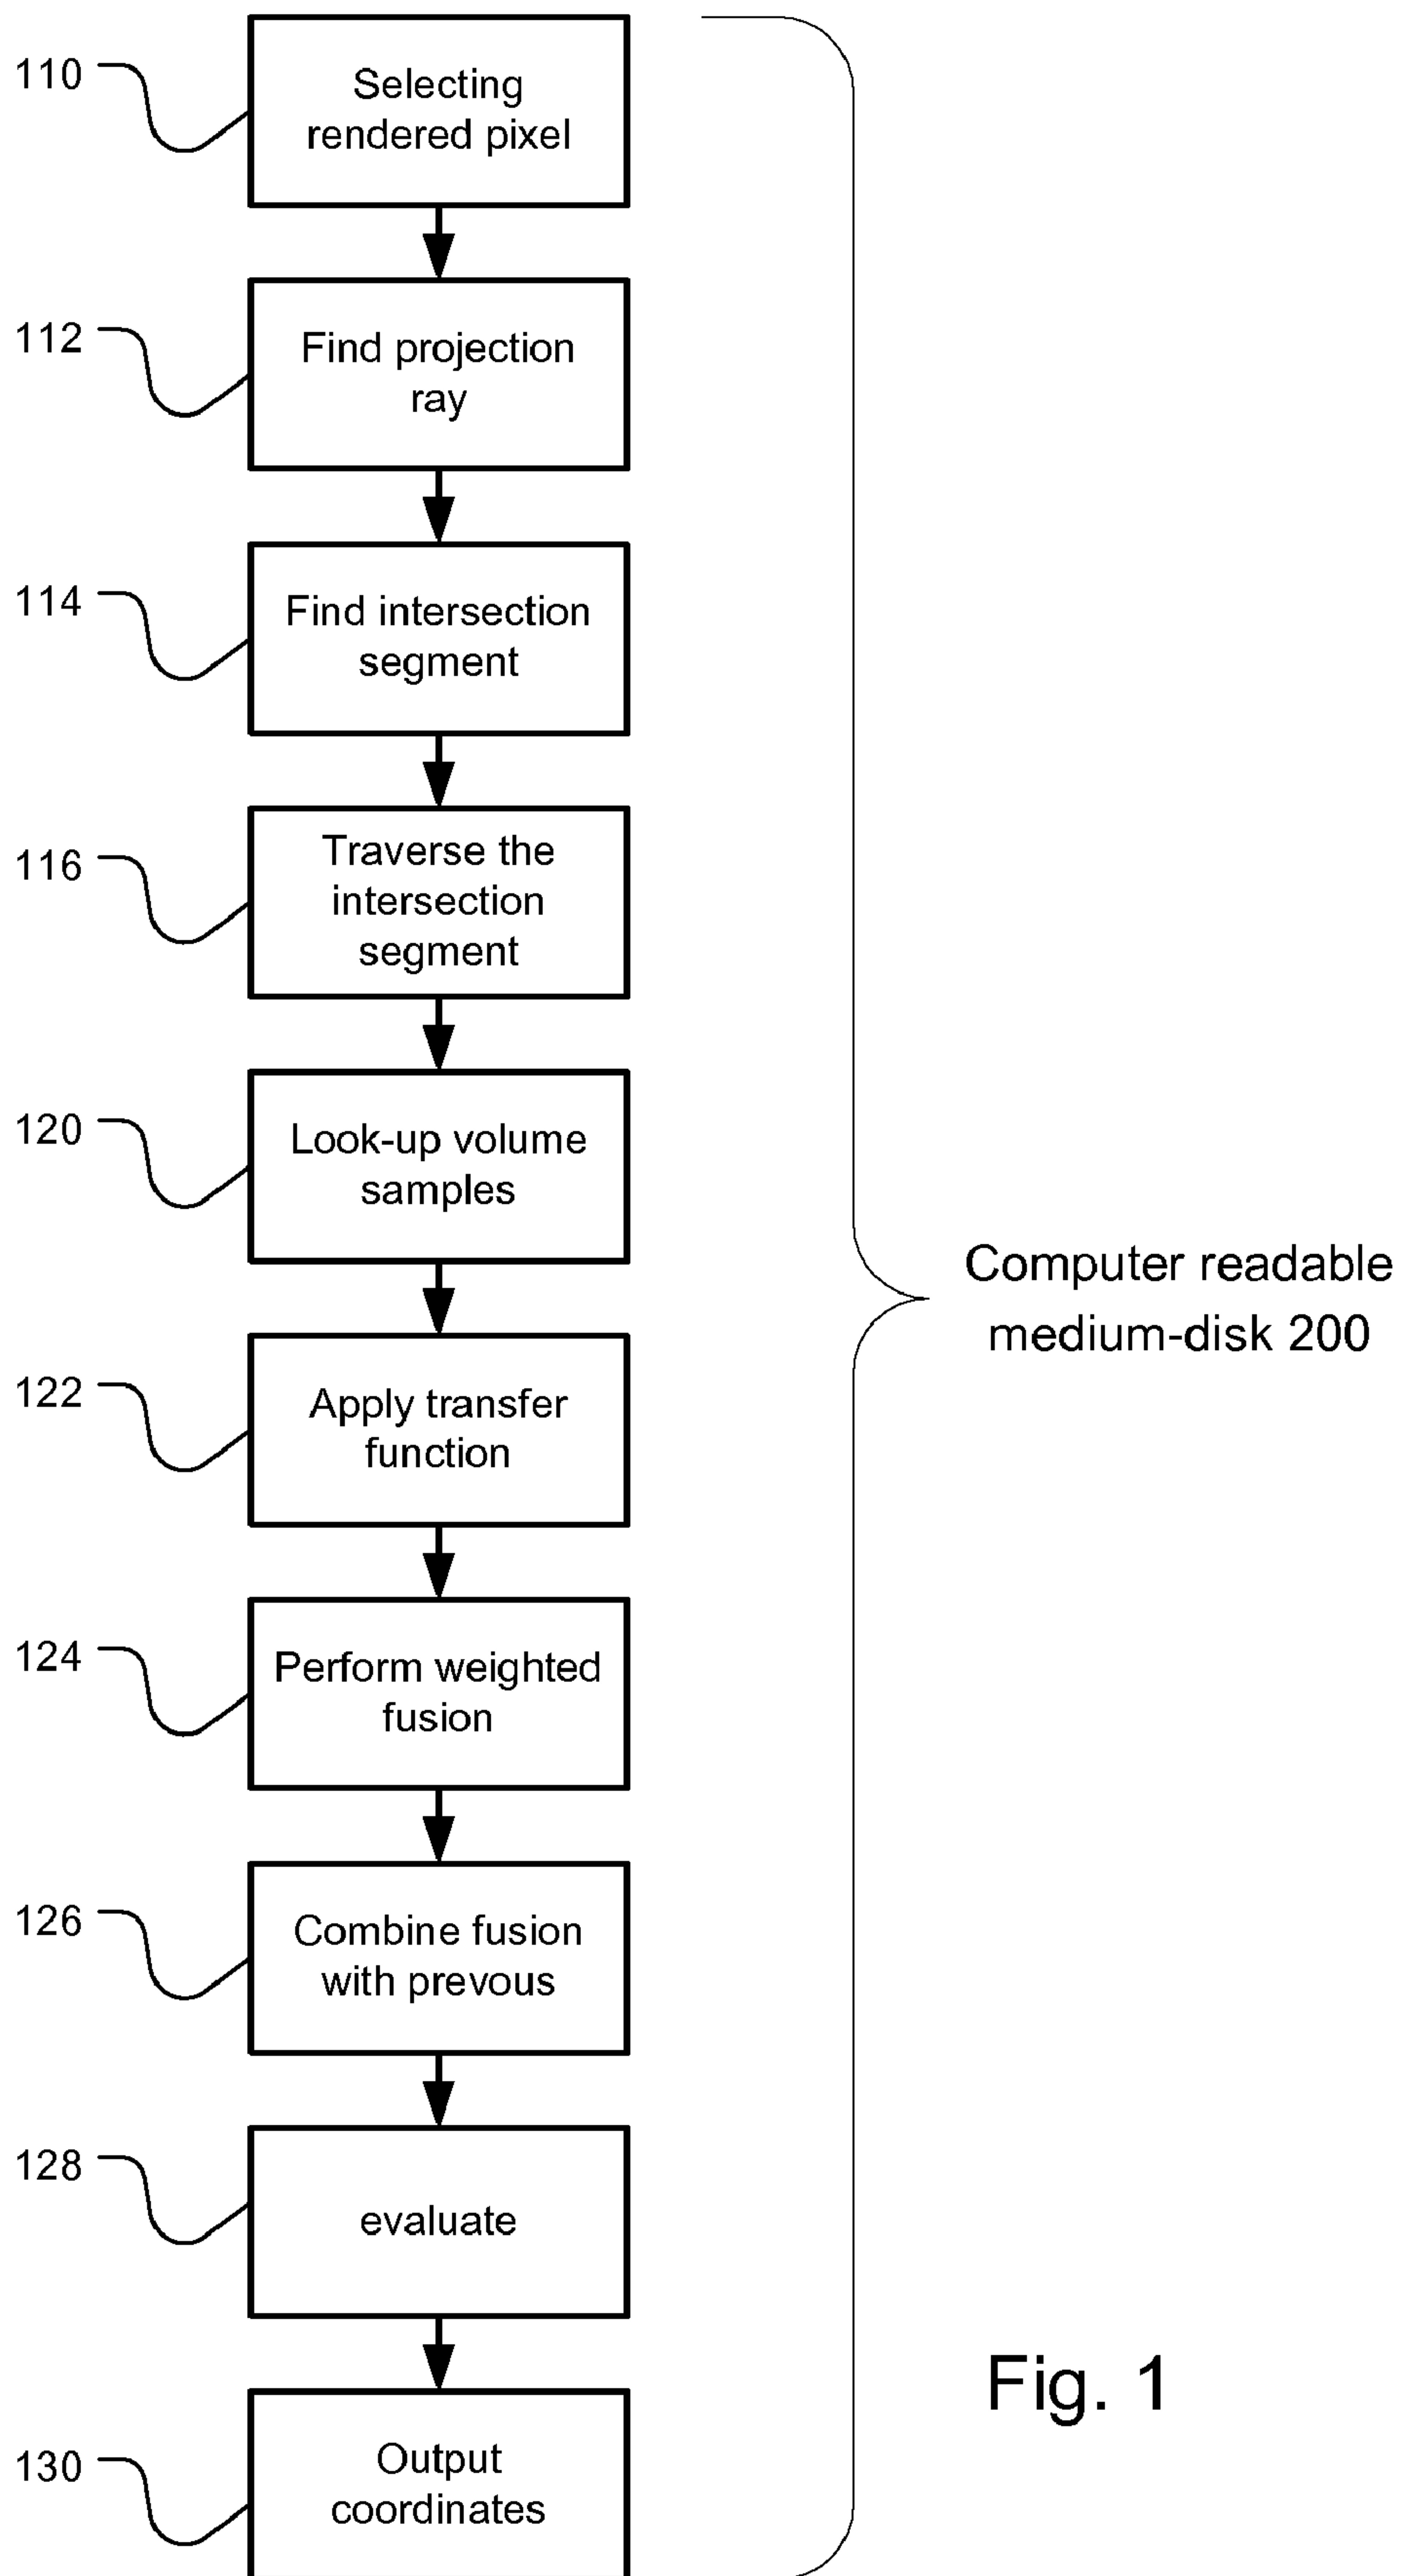 110
Selecting
rendered pixel
112
Find projection
ray
114
Find intersection
segment
116
Traverse the
intersection
segment
120
Look-up volume
samples
122
Apply transfer
function
Computer readable
medium-disk 200
124
Perform weighted
fusion
126
Combine fusion
with prevous
128
evaluate
130
Output
coordinates
Fig. 1